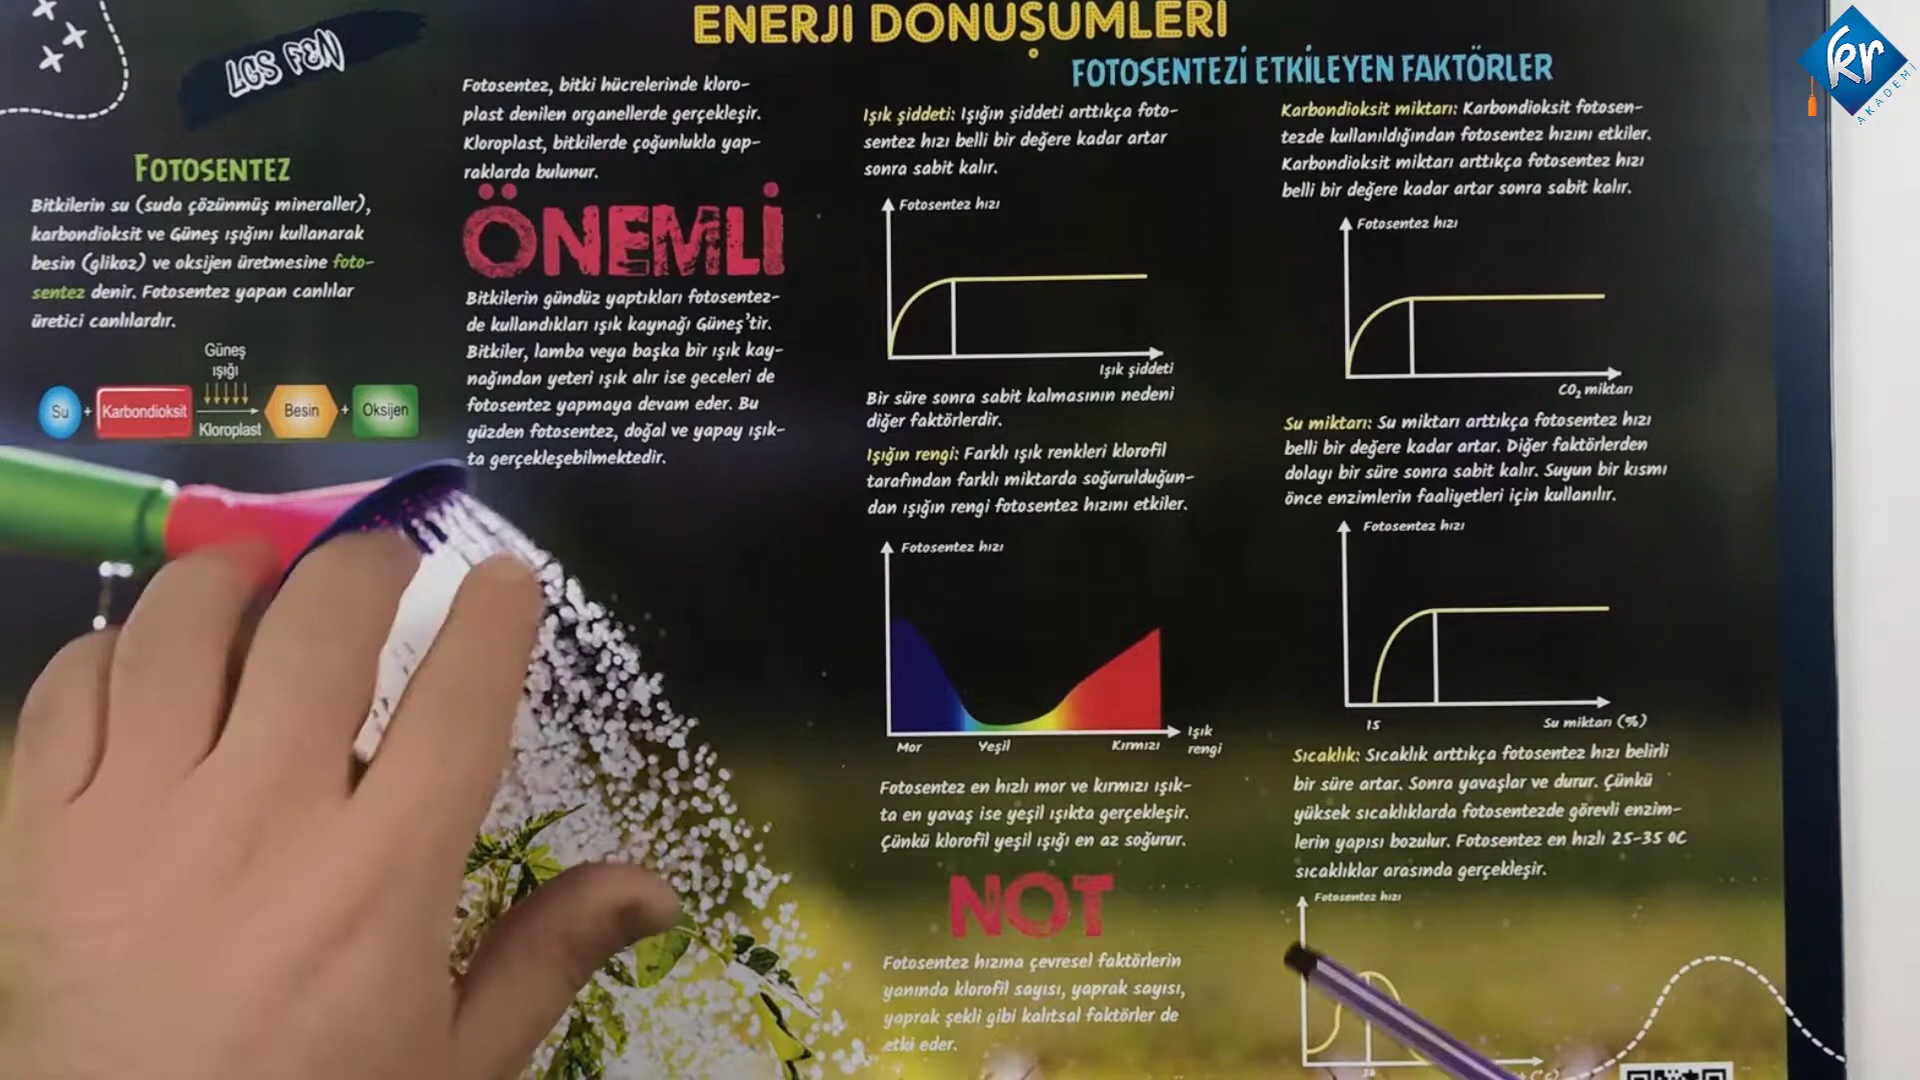 ENERJİ DÖNÜŞÜMLERİ
LGS FEN
FOTOSENTEZ
Bitkilerin su (suda çözünmüş mineraller),
karbondioksit ve Güneş ışığını kullanarak
besin (glikoz) ve oksijen üretmesine foto-
sentez denir. Fotosentez yapan canlılar
üretici canlılardır.
Güneş
ışığı
Su + Karbondioksit Besin + Oksijen
Kloroplast
Fotosentez, bitki hücrelerinde kloro-
plast denilen organellerde gerçekleşir.
Kloroplast, bitkilerde çoğunlukla yap-
raklarda bulunur.
ÖNEMLİ
Bitkilerin gündüz yaptıkları fotosentez-
de kullandıkları ışık kaynağı Güneş'tir.
Bitkiler, lamba veya başka bir ışık kay-
nağından yeteri ışık alır ise geceleri de
fotosentez yapmaya devam eder. Bu
yüzden fotosentez, doğal ve yapay ışık-
ta gerçekleşebilmektedir.
FOTOSENTEZİ ETKİLEYEN FAKTÖRLER
Işık şiddeti: Işığın şiddeti arttıkça foto-
sentez hızı belli bir değere kadar artar
sonra sabit kalır.
Fotosentez hızı
Işık şiddeti
Bir süre sonra sabit kalmasının nedeni
diğer faktörlerdir.
Işığın rengi: Farklı ışık renkleri klorofil
tarafından farklı miktarda soğurulduğun-
dan ışığın rengi fotosentez hızını etkiler.
Fotosentez hızı
Mor Yeşil Kırmızı
Işık
rengi
Fotosentez en hızlı mor ve kırmızı ışık-
ta en yavaş ise yeşil ışıkta gerçekleşir.
Çünkü klorofil yeşil ışığı en az soğurur.
NOT
Fotosentez hızına çevresel faktörlerin
yanında klorofil sayısı, yaprak sayısı,
yaprak şekli gibi kalıtsal faktörler de
etki eder.
Karbondioksit miktarı: Karbondioksit fotosen-
tezde kullanıldığından fotosentez hızını etkiler.
Karbondioksit miktarı arttıkça fotosentez hızı
belli bir değere kadar artar sonra sabit kalır.
Fotosentez hızı
CO₂ miktarı
Su miktarı: Su miktarı arttıkça fotosentez hızı
belli bir değere kadar artar. Diğer faktörlerden
dolayı bir süre sonra sabit kalır. Suyun bir kısmı
önce enzimlerin faaliyetleri için kullanılır.
Fotosentez hızı
15 Su miktarı (%)
Sıcaklık: Sıcaklık arttıkça fotosentez hızı belirli
bir süre artar. Sonra yavaşlar ve durur. Çünkü
yüksek sıcaklıklarda fotosentezde görevli enzim-
lerin yapısı bozulur. Fotosentez en hızlı 25-35 0C
sıcaklıklar arasında gerçekleşir.
Fotosentez hızı
kr
AKADEMİ